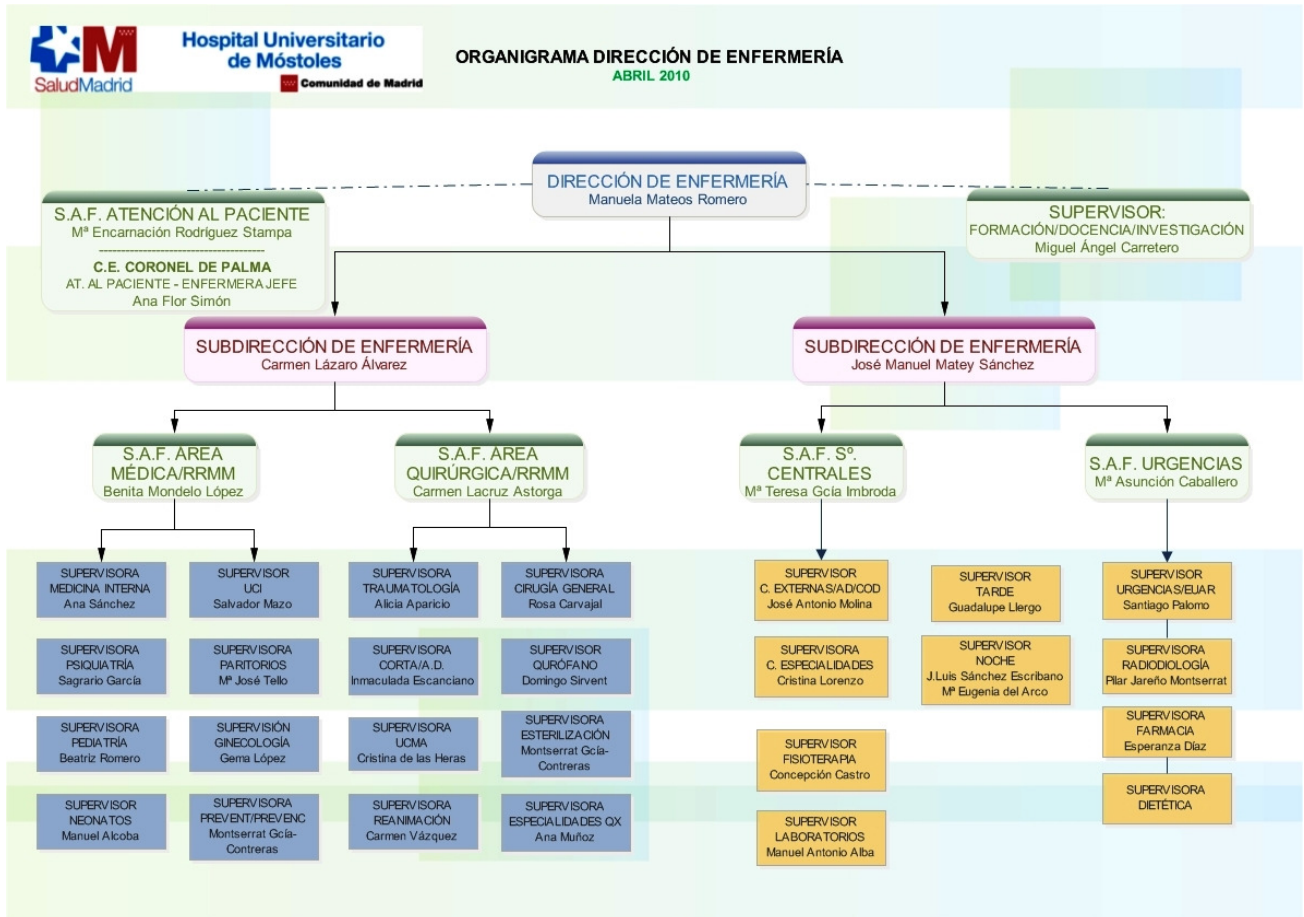 SaludMadrid
Hospital Universitario
de Móstoles
Comunidad de Madrid
ORGANIGRAMA DIRECCIÓN DE ENFERMERÍA
ABRIL 2010
DIRECCIÓN DE ENFERMERÍA
Manuela Mateos Romero
S.A.F. ATENCIÓN AL PACIENTE
Mª Encarnación Rodríguez Stampa
C.E. CORONEL DE PALMA
AT. AL PACIENTE - ENFERMERA JEFE
Ana Flor Simón
SUPERVISOR:
FORMACIÓN/DOCENCIA/INVESTIGACIÓN
Miguel Ángel Carretero
SUBDIRECCIÓN DE ENFERMERÍA
Carmen Lázaro Álvarez
SUBDIRECCIÓN DE ENFERMERÍA
José Manuel Matey Sánchez
S.A.F. AREA
MÉDICA/RRMM
Benita Mondelo López
S.A.F. AREA
QUIRÚRGICA/RRMM
Carmen Lacruz Astorga
S.A.F. Sº.
CENTRALES
Mª Teresa Gcía Imbroda
S.A.F. URGENCIAS
Mª Asunción Caballero
SUPERVISORA
MEDICINA INTERNA
Ana Sánchez
SUPERVISOR
UCI
Salvador Mazo
SUPERVISORA
TRAUMATOLOGÍA
Alicia Aparicio
SUPERVISORA
CIRUGÍA GENERAL
Rosa Carvajal
SUPERVISOR
C. EXTERNAS/AD/COD
José Antonio Molina
SUPERVISOR
TARDE
Guadalupe Llergo
SUPERVISOR
URGENCIAS/EUAR
Santiago Palomo
SUPERVISORA
PSIQUIATRÍA
Sagrario García
SUPERVISORA
PARITORIOS
Mª José Tello
SUPERVISORA
CORTA/A.D.
Inmaculada Escanciano
SUPERVISOR
QURÓFANO
Domingo Sirvent
SUPERVISORA
C. ESPECIALIDADES
Cristina Lorenzo
SUPERVISOR
NOCHE
J.Luis Sánchez Escribano
Mª Eugenia del Arco
SUPERVISORA
RADIODIOLOGÍA
Pilar Jareño Montserrat
SUPERVISORA
PEDIATRÍA
Beatriz Romero
SUPERVISIÓN
GINECOLOGÍA
Gema López
SUPERVISORA
UCMA
Cristina de las Heras
SUPERVISORA
ESTERILIZACIÓN
Montserrat Gcía-
Contreras
SUPERVISOR
FISIOTERAPIA
Concepción Castro
SUPERVISORA
FARMACIA
Esperanza Díaz
SUPERVISOR
NEONATOS
Manuel Alcoba
SUPERVISORA
PREVENT/PREVENC
Montserrat Gcía-
Contreras
SUPERVISORA
REANIMACIÓN
Carmen Vázquez
SUPERVISORA
ESPECIALIDADES QX
Ana Muñoz
SUPERVISOR
LABORATORIOS
Manuel Antonio Alba
SUPERVISORA
DIETÉTICA